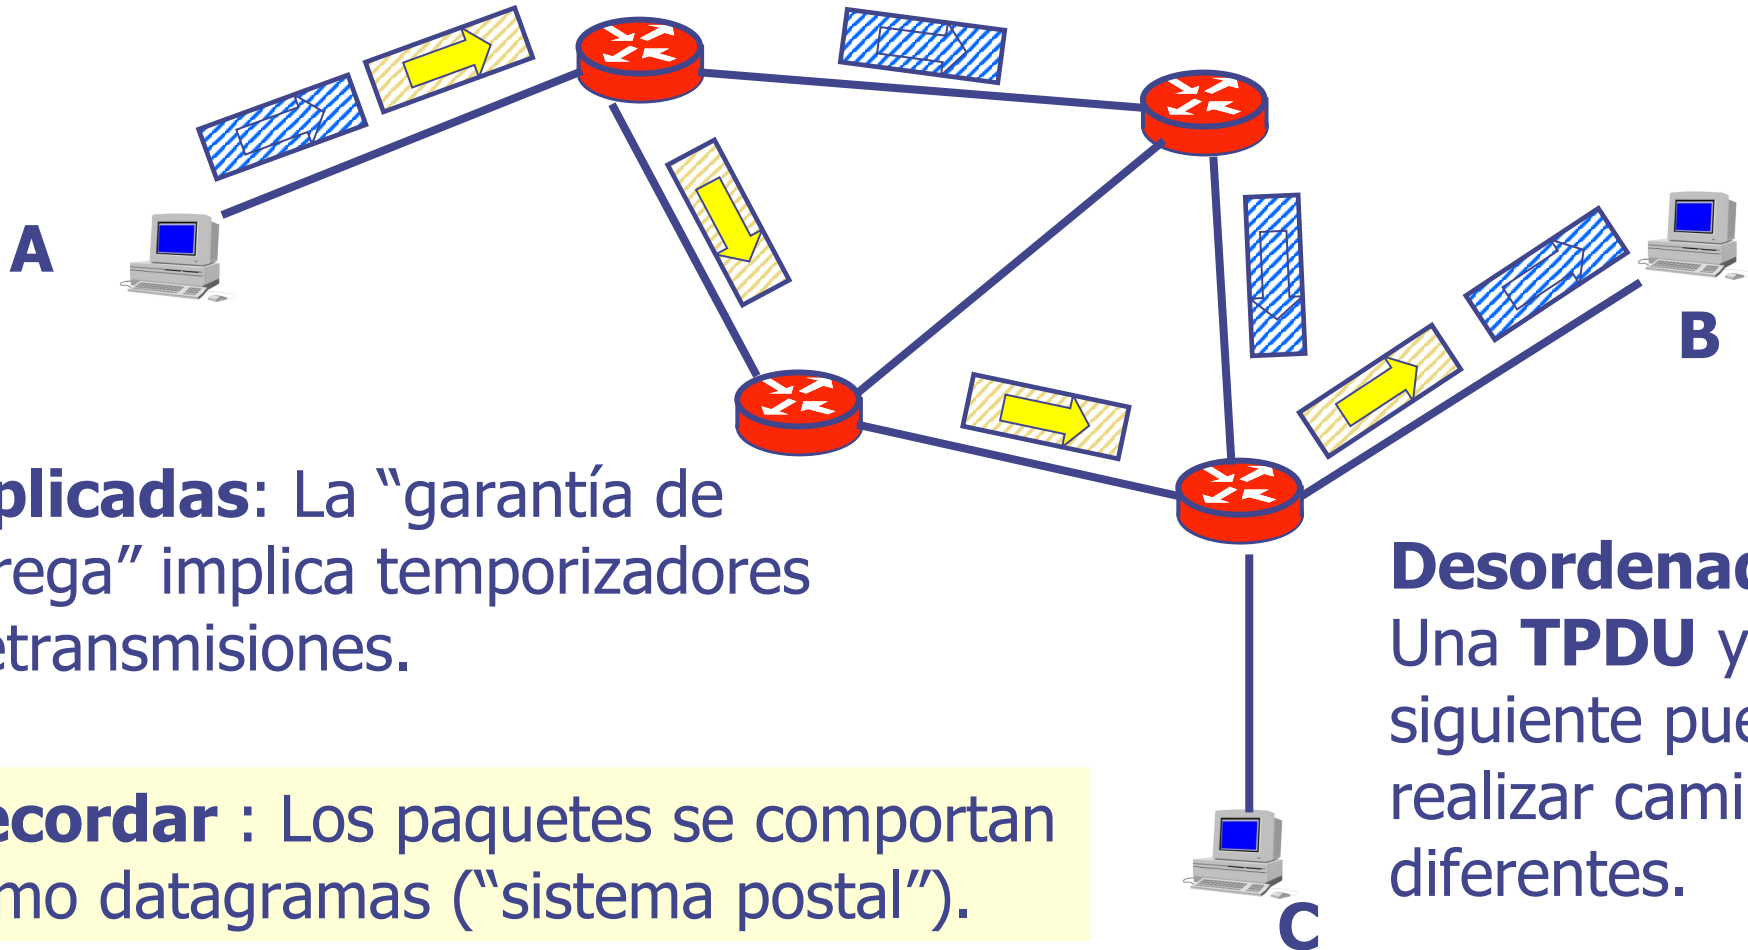 A
B
plicadas: La “garantía de
rega” implica temporizadores
etransmisiones.
Desordenad
Una TPDU y
siguiente pue
realizar cami
diferentes.
ecordar : Los paquetes se comportan
mo datagramas (“sistema postal”).
C